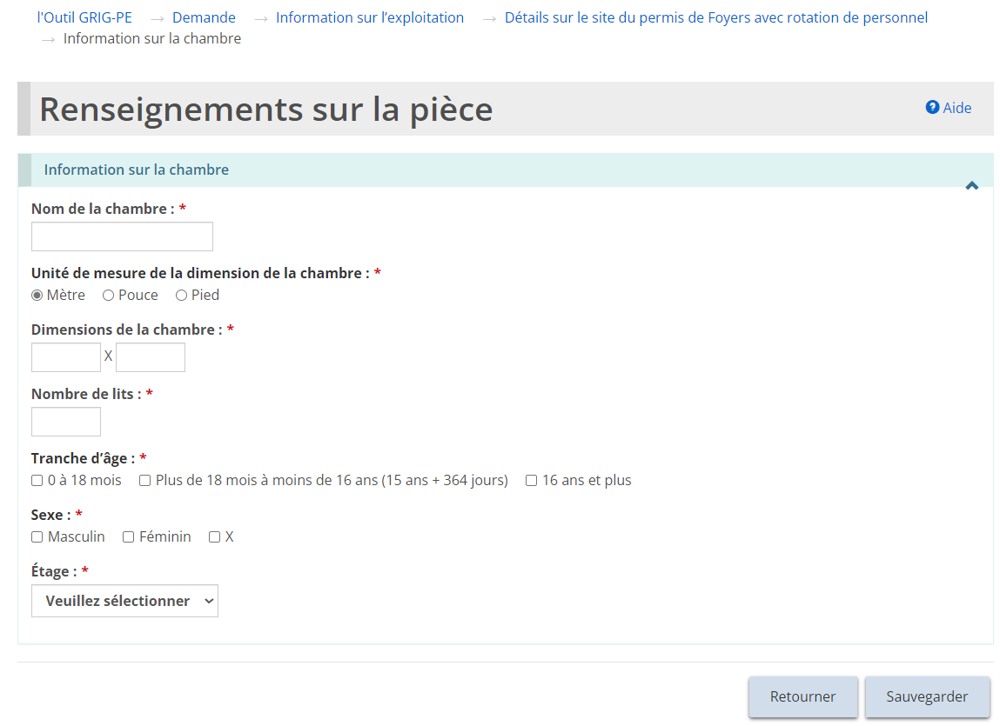 l'Outil GRIG-PE → Demande → Information sur l’exploitation → Détails sur le site du permis de Foyers avec rotation de personnel
→ Information sur la chambre
Renseignements sur la pièce
Aide
Information sur la chambre
Nom de la chambre : *
Unité de mesure de la dimension de la chambre : *
Mètre Pouce Pied
Dimensions de la chambre : *
X
Nombre de lits : *
Tranche d’âge : *
0 à 18 mois Plus de 18 mois à moins de 16 ans (15 ans + 364 jours) 16 ans et plus
Sexe : *
Masculin Féminin X
Étage : *
Veuillez sélectionner
Retourner Sauvegarder